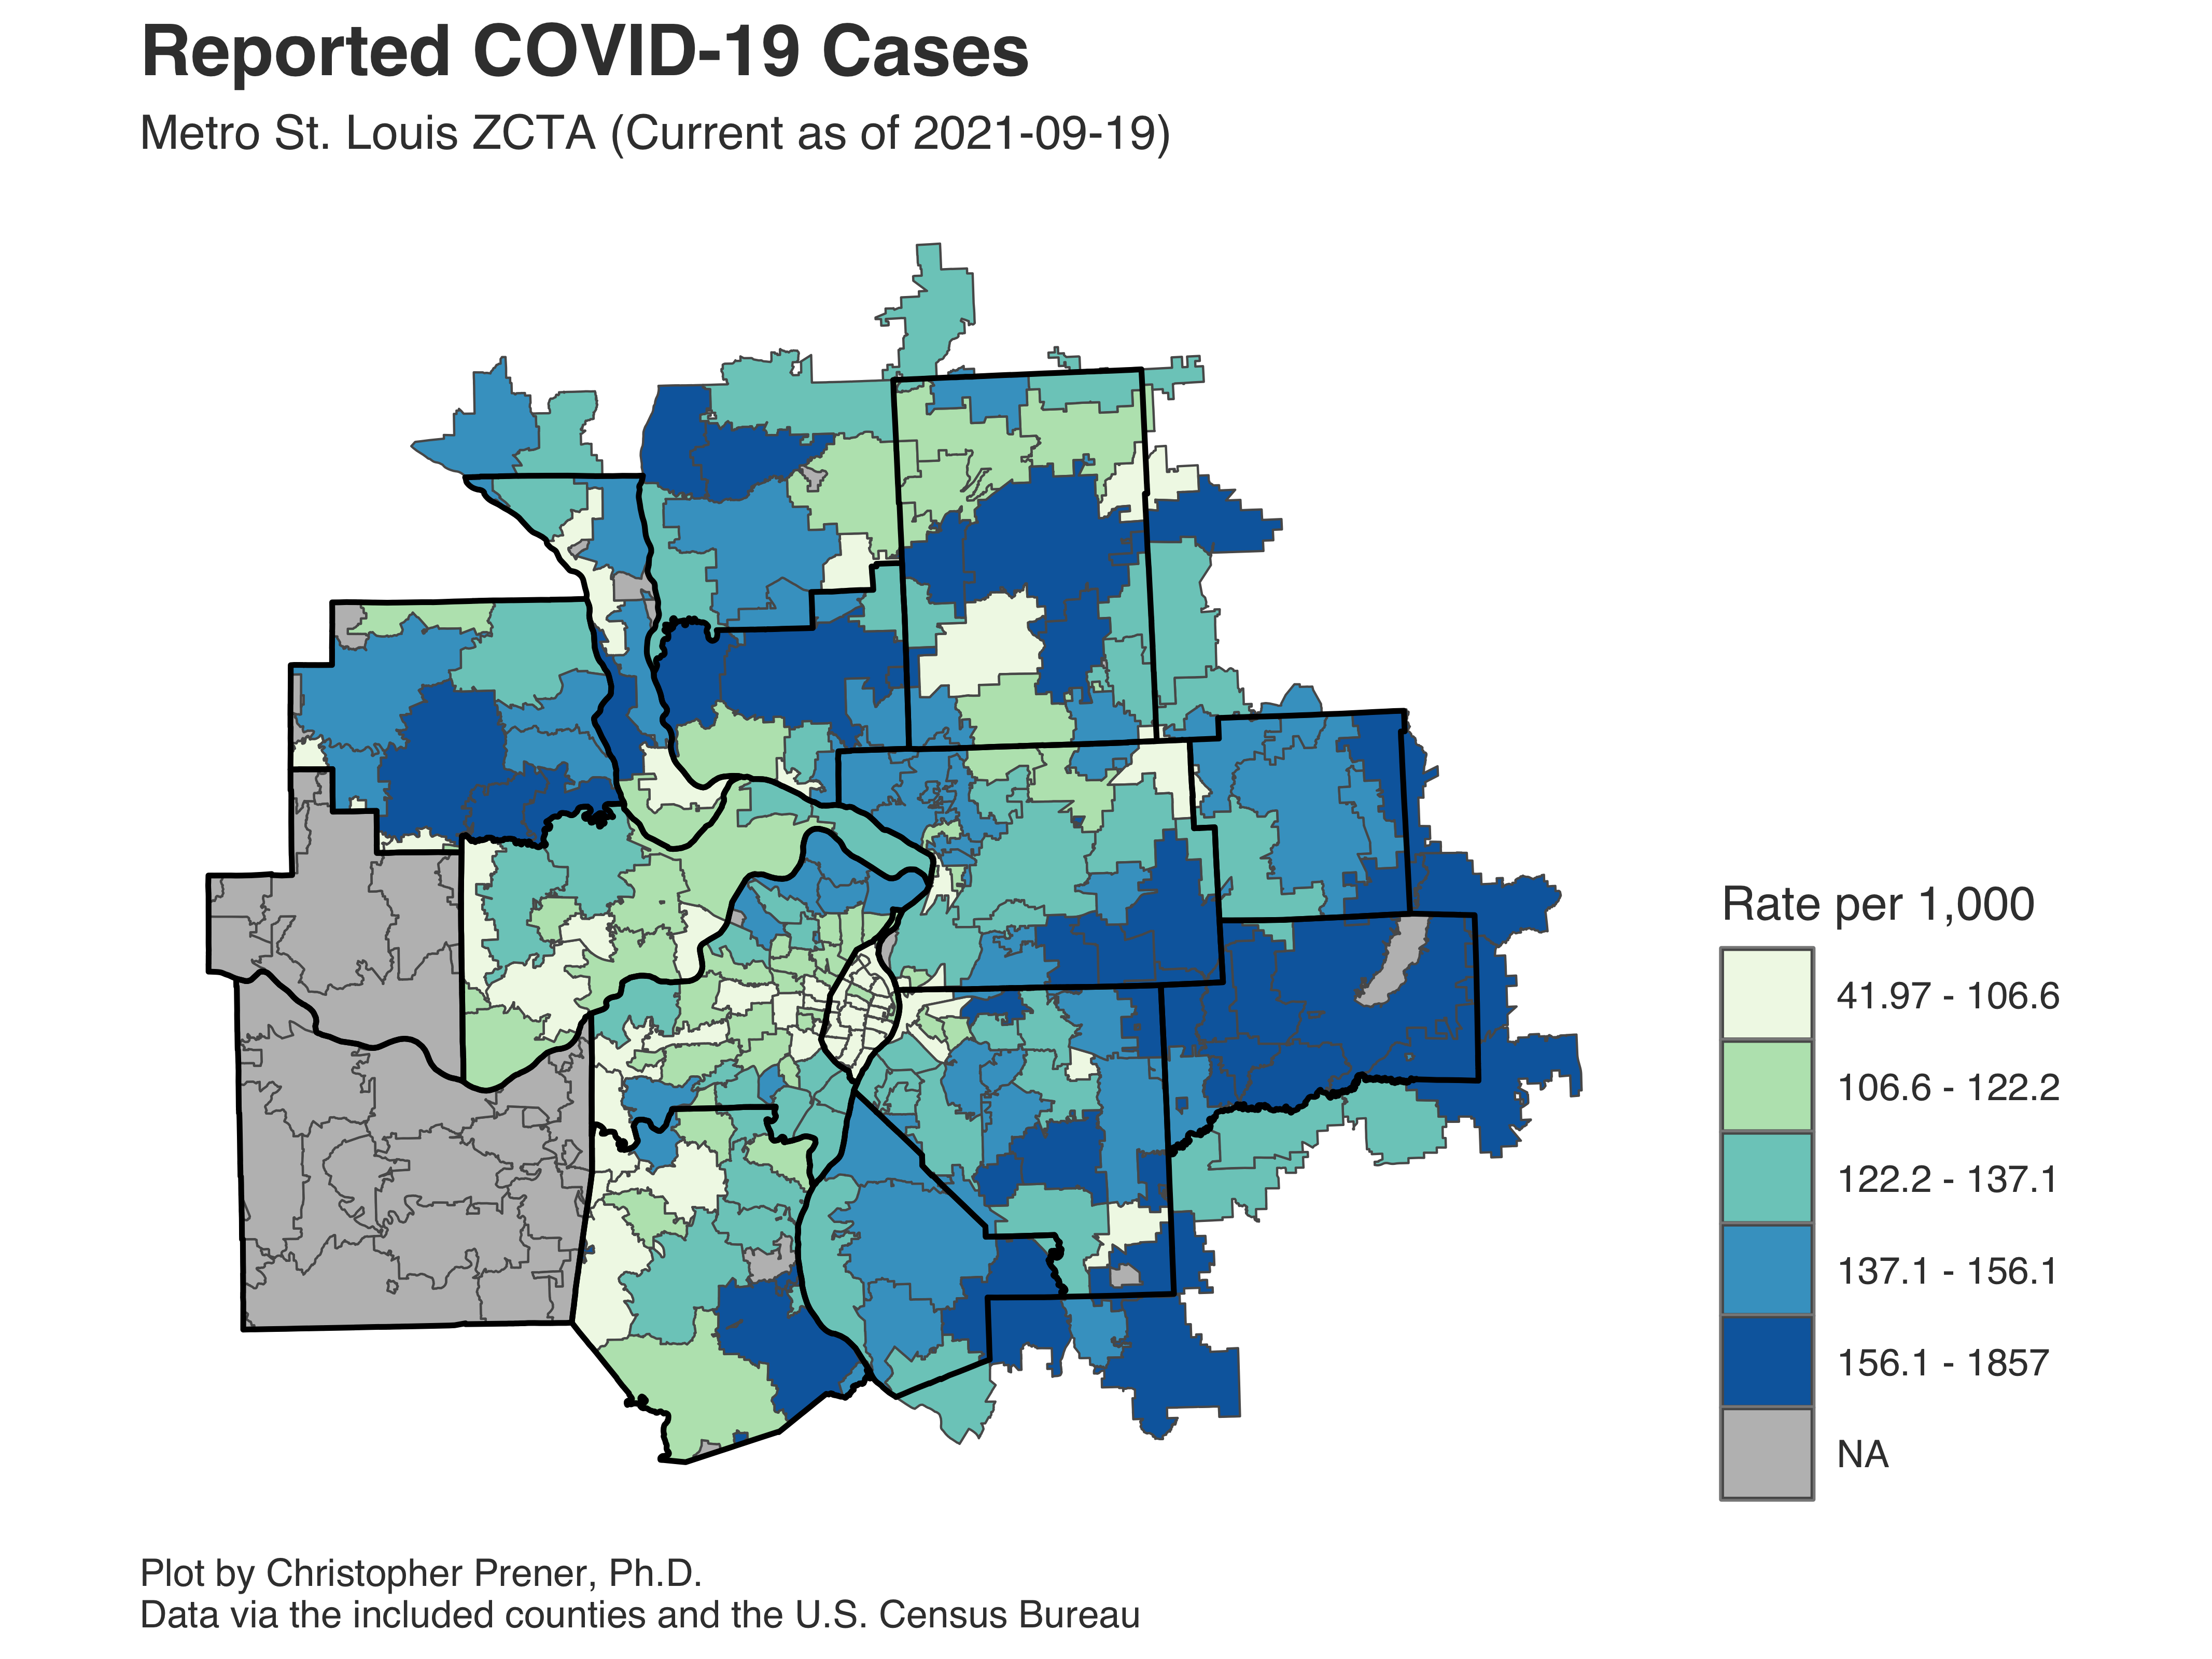 Reported COVID-19 Cases
Metro St. Louis ZCTA (Current as of 2021-09-19)
Rate per 1,000
41.97 - 106.6
106.6 - 122.2
122.2 - 137.1
137.1 - 156.1
156.1 - 1857
NA
Plot by Christopher Prener, Ph.D.
Data via the included counties and the U.S. Census Bureau